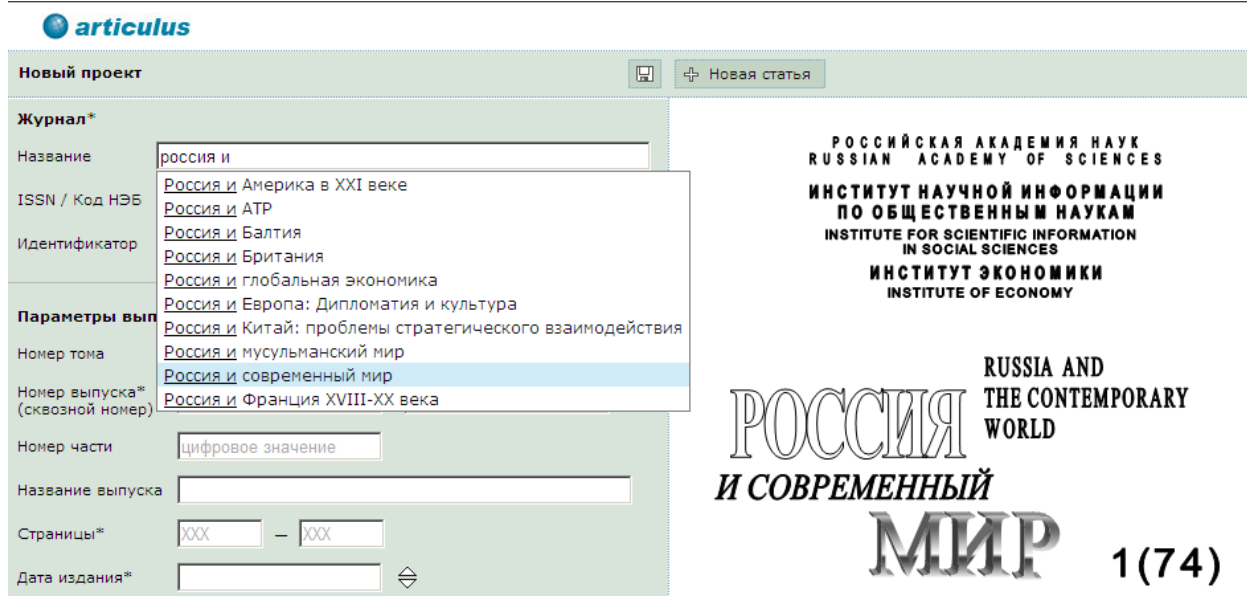 articulus
Новый проект
Новая статья
Журнал*
Название
россия и
Россия и Америка в XXI веке
Россия и АТР
Россия и Балтия
Россия и Британия
Россия и глобальная экономика
Россия и Европа: Дипломатия и культура
Россия и Китай: проблемы стратегического взаимодействия
Россия и мусульманский мир
Россия и современный мир
Россия и Франция XVIII-XX века
ISSN / Код НЭБ
Идентификатор
Параметры вып
Номер тома
Номер выпуска*
(сквозной номер)
Номер части
цифровое значение
Название выпуска
Страницы*
XXX – XXX
Дата издания*
РОССИЙСКАЯ АКАДЕМИЯ НАУК
RUSSIAN ACADEMY OF SCIENCES
ИНСТИТУТ НАУЧНОЙ ИНФОРМАЦИИ
ПО ОБЩЕСТВЕННЫМ НАУКАМ
INSTITUTE FOR SCIENTIFIC INFORMATION
IN SOCIAL SCIENCES
ИНСТИТУТ ЭКОНОМИКИ
INSTITUTE OF ECONOMY
RUSSIA AND
THE CONTEMPORARY
WORLD
РОССИЯ
И СОВРЕМЕННЫЙ
МИР
1(74)